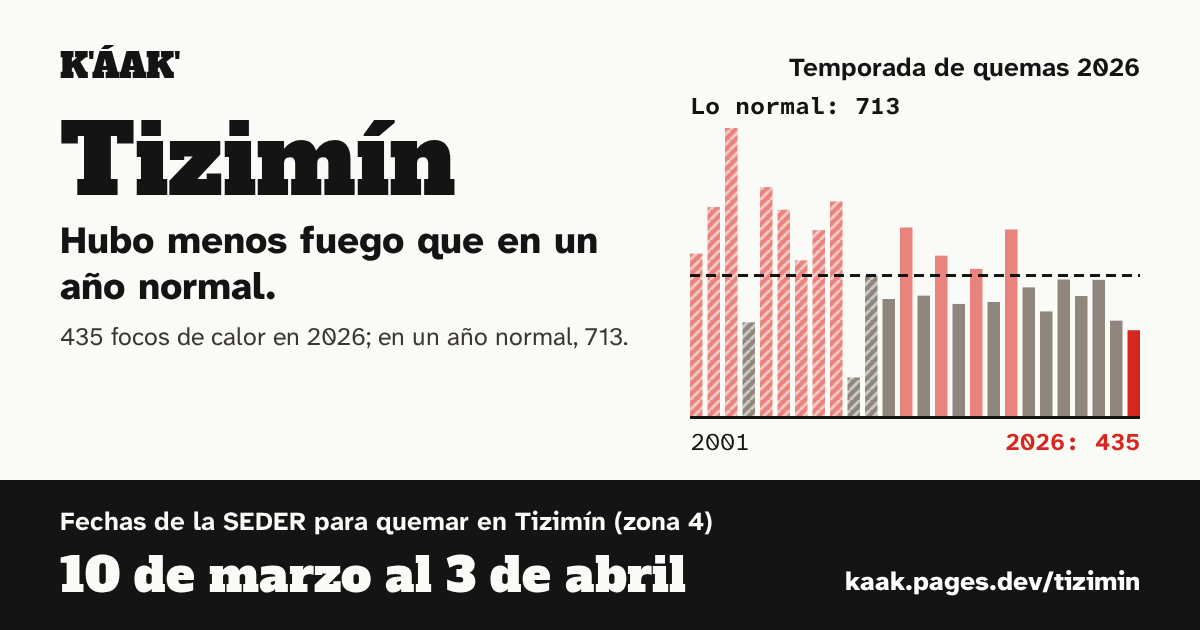 K'ÁAK'
Tizimín
Hubo menos fuego que en un
año normal.
435 focos de calor en 2026; en un año normal, 713.
Temporada de quemas 2026
Lo normal: 713
2001
2026: 435
Fechas de la SEDER para quemar en Tizimín (zona 4)
10 de marzo al 3 de abril
kaak.pages.dev/tizimin